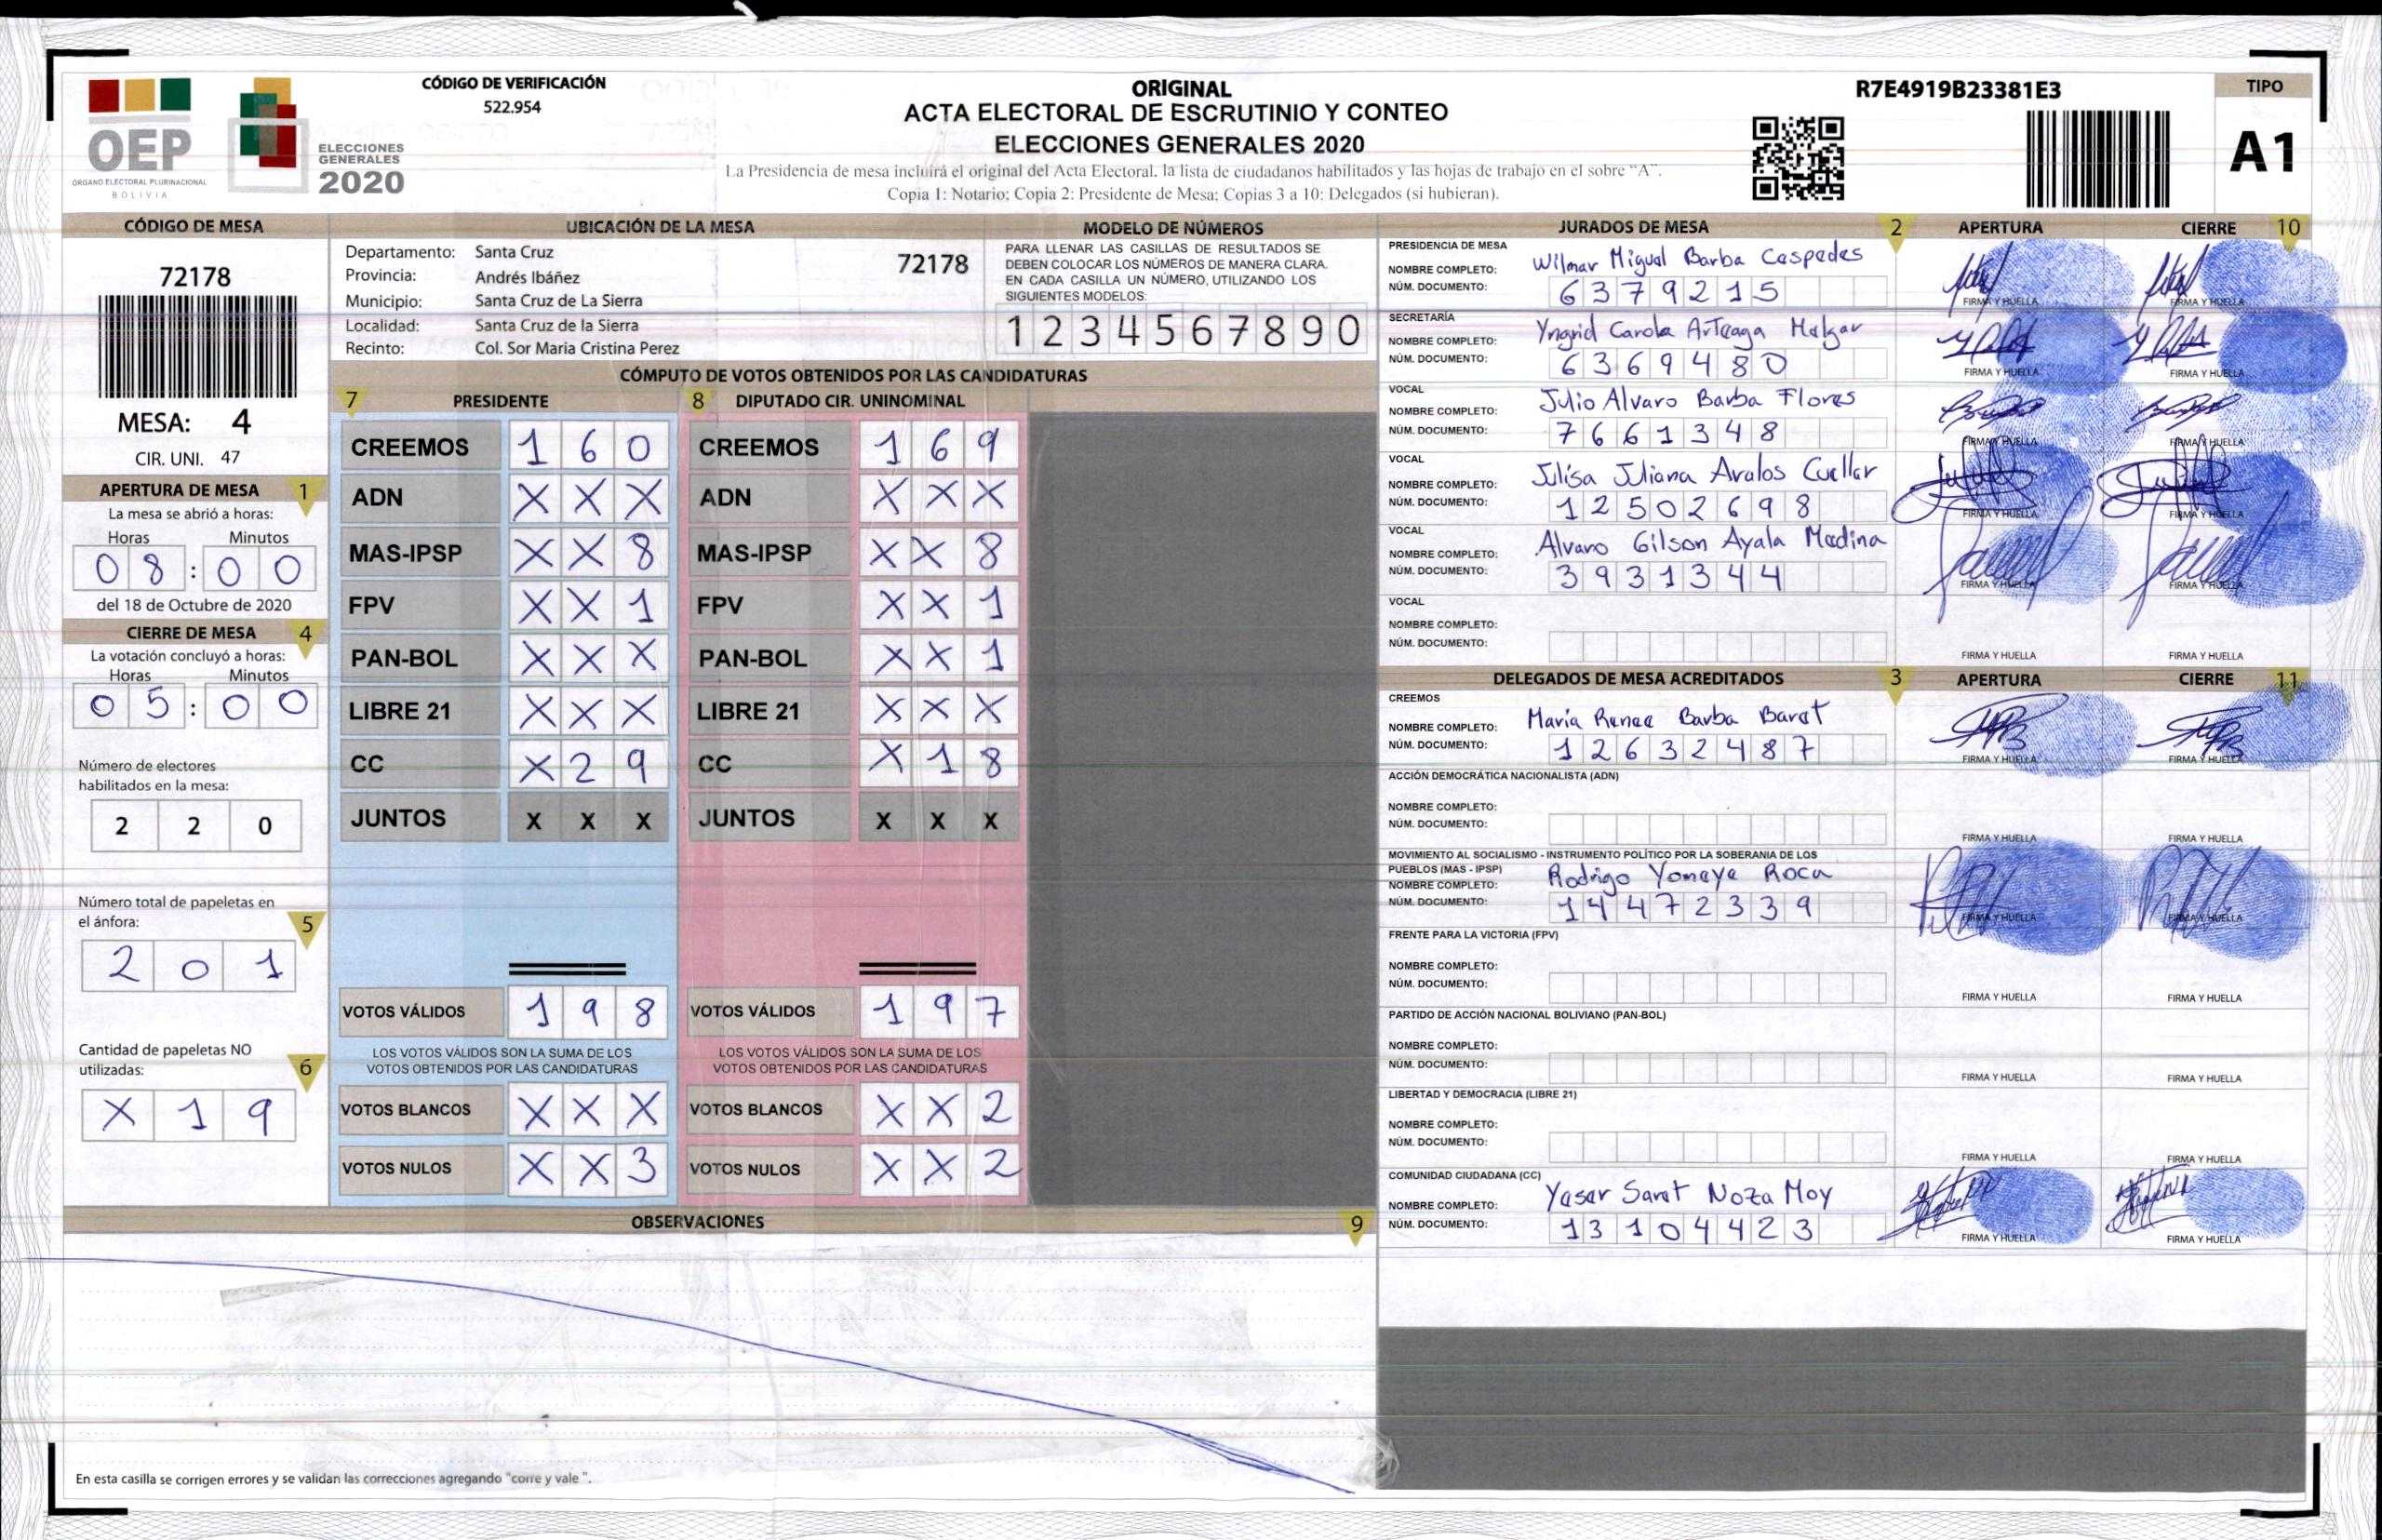 CÓDIGO DE VERIFICACIÓN
522.954
ORIGINAL
ACTA ELECTORAL DE ESCRUTINIO Y CONTEO
ELECCIONES GENERALES 2020
La Presidencia de mesa incluirá el original del Acta Electoral, la lista de ciudadanos habilitados y las hojas de trabajo en el sobre "A".
Copia 1: Notario; Copia 2: Presidente de Mesa; Copias 3 a 10: Delegados (si hubieran).
R7E4919B23381E3
TIPO
A1
OEP
ÓRGANO ELECTORAL PLURINACIONAL
BOLIVIA
ELECCIONES
GENERALES
2020
CÓDIGO DE MESA
72178
MESA: 4
CIR. UNI. 47
APERTURA DE MESA 1
La mesa se abrió a horas:
Horas Minutos
0 8 : 0 0
del 18 de Octubre de 2020
CIERRE DE MESA 4
La votación concluyó a horas:
Horas Minutos
0 5 : 0 0
Número de electores
habilitados en la mesa:
2 2 0
Número total de papeletas en
el ánfora: 5
2 0 1
Cantidad de papeletas NO
utilizadas: 6
X 1 9
UBICACIÓN DE LA MESA
Departamento: Santa Cruz
72178
Provincia: Andrés Ibáñez
Municipio: Santa Cruz de La Sierra
Localidad: Santa Cruz de la Sierra
Recinto: Col. Sor Maria Cristina Perez
MODELO DE NÚMEROS
PARA LLENAR LAS CASILLAS DE RESULTADOS SE
DEBEN COLOCAR LOS NÚMEROS DE MANERA CLARA.
EN CADA CASILLA UN NÚMERO, UTILIZANDO LOS
SIGUIENTES MODELOS:
1 2 3 4 5 6 7 8 9 0
CÓMPUTO DE VOTOS OBTENIDOS POR LAS CANDIDATURAS
7 PRESIDENTE
CREEMOS 1 6 0
ADN X X X
MAS-IPSP X X 8
FPV X X 1
PAN-BOL X X X
LIBRE 21 X X X
CC X 2 9
JUNTOS X X X
VOTOS VÁLIDOS 1 9 8
LOS VOTOS VÁLIDOS SON LA SUMA DE LOS
VOTOS OBTENIDOS POR LAS CANDIDATURAS
VOTOS BLANCOS X X X
VOTOS NULOS X X 3
8 DIPUTADO CIR. UNINOMINAL
CREEMOS 1 6 9
ADN X X X
MAS-IPSP X X 8
FPV X X 1
PAN-BOL X X 1
LIBRE 21 X X X
CC X 1 8
JUNTOS X X X
VOTOS VÁLIDOS 1 9 7
LOS VOTOS VÁLIDOS SON LA SUMA DE LOS
VOTOS OBTENIDOS POR LAS CANDIDATURAS
VOTOS BLANCOS X X 2
VOTOS NULOS X X 2
OBSERVACIONES 9
En esta casilla se corrigen errores y se validan las correcciones agregando "corre y vale ".
JURADOS DE MESA 2 APERTURA CIERRE 10
PRESIDENCIA DE MESA
NOMBRE COMPLETO: Wilmar Migual Barba Caspedes
NÚM. DOCUMENTO: 6379215
FIRMA Y HUELLA FIRMA Y HUELLA
SECRETARÍA
NOMBRE COMPLETO: Yngrid Carola Arteaga Melgar
NÚM. DOCUMENTO: 6369480
FIRMA Y HUELLA FIRMA Y HUELLA
VOCAL
NOMBRE COMPLETO: Julio Alvaro Barba Flores
NÚM. DOCUMENTO: 7661348
FIRMA Y HUELLA FIRMA Y HUELLA
VOCAL
NOMBRE COMPLETO: Julisa Juliana Avalos Cuellar
NÚM. DOCUMENTO: 12502698
FIRMA Y HUELLA FIRMA Y HUELLA
VOCAL
NOMBRE COMPLETO: Alvaro Gilson Ayala Medina
NÚM. DOCUMENTO: 3931344
FIRMA Y HUELLA FIRMA Y HUELLA
VOCAL
NOMBRE COMPLETO:
NÚM. DOCUMENTO:
FIRMA Y HUELLA FIRMA Y HUELLA
DELEGADOS DE MESA ACREDITADOS 3 APERTURA CIERRE 11
CREEMOS
NOMBRE COMPLETO: Maria Renee Barba Barat
NÚM. DOCUMENTO: 12632487
FIRMA Y HUELLA FIRMA Y HUELLA
ACCIÓN DEMOCRÁTICA NACIONALISTA (ADN)
NOMBRE COMPLETO:
NÚM. DOCUMENTO:
FIRMA Y HUELLA FIRMA Y HUELLA
MOVIMIENTO AL SOCIALISMO - INSTRUMENTO POLÍTICO POR LA SOBERANIA DE LOS
PUEBLOS (MAS - IPSP)
NOMBRE COMPLETO: Rodrigo Yomaya Roca
NÚM. DOCUMENTO: 14472339
FIRMA Y HUELLA FIRMA Y HUELLA
FRENTE PARA LA VICTORIA (FPV)
NOMBRE COMPLETO:
NÚM. DOCUMENTO:
FIRMA Y HUELLA FIRMA Y HUELLA
PARTIDO DE ACCIÓN NACIONAL BOLIVIANO (PAN-BOL)
NOMBRE COMPLETO:
NÚM. DOCUMENTO:
FIRMA Y HUELLA FIRMA Y HUELLA
LIBERTAD Y DEMOCRACIA (LIBRE 21)
NOMBRE COMPLETO:
NÚM. DOCUMENTO:
FIRMA Y HUELLA FIRMA Y HUELLA
COMUNIDAD CIUDADANA (CC)
NOMBRE COMPLETO: Yasar Sarat Noza Moy
NÚM. DOCUMENTO: 13104423
FIRMA Y HUELLA FIRMA Y HUELLA